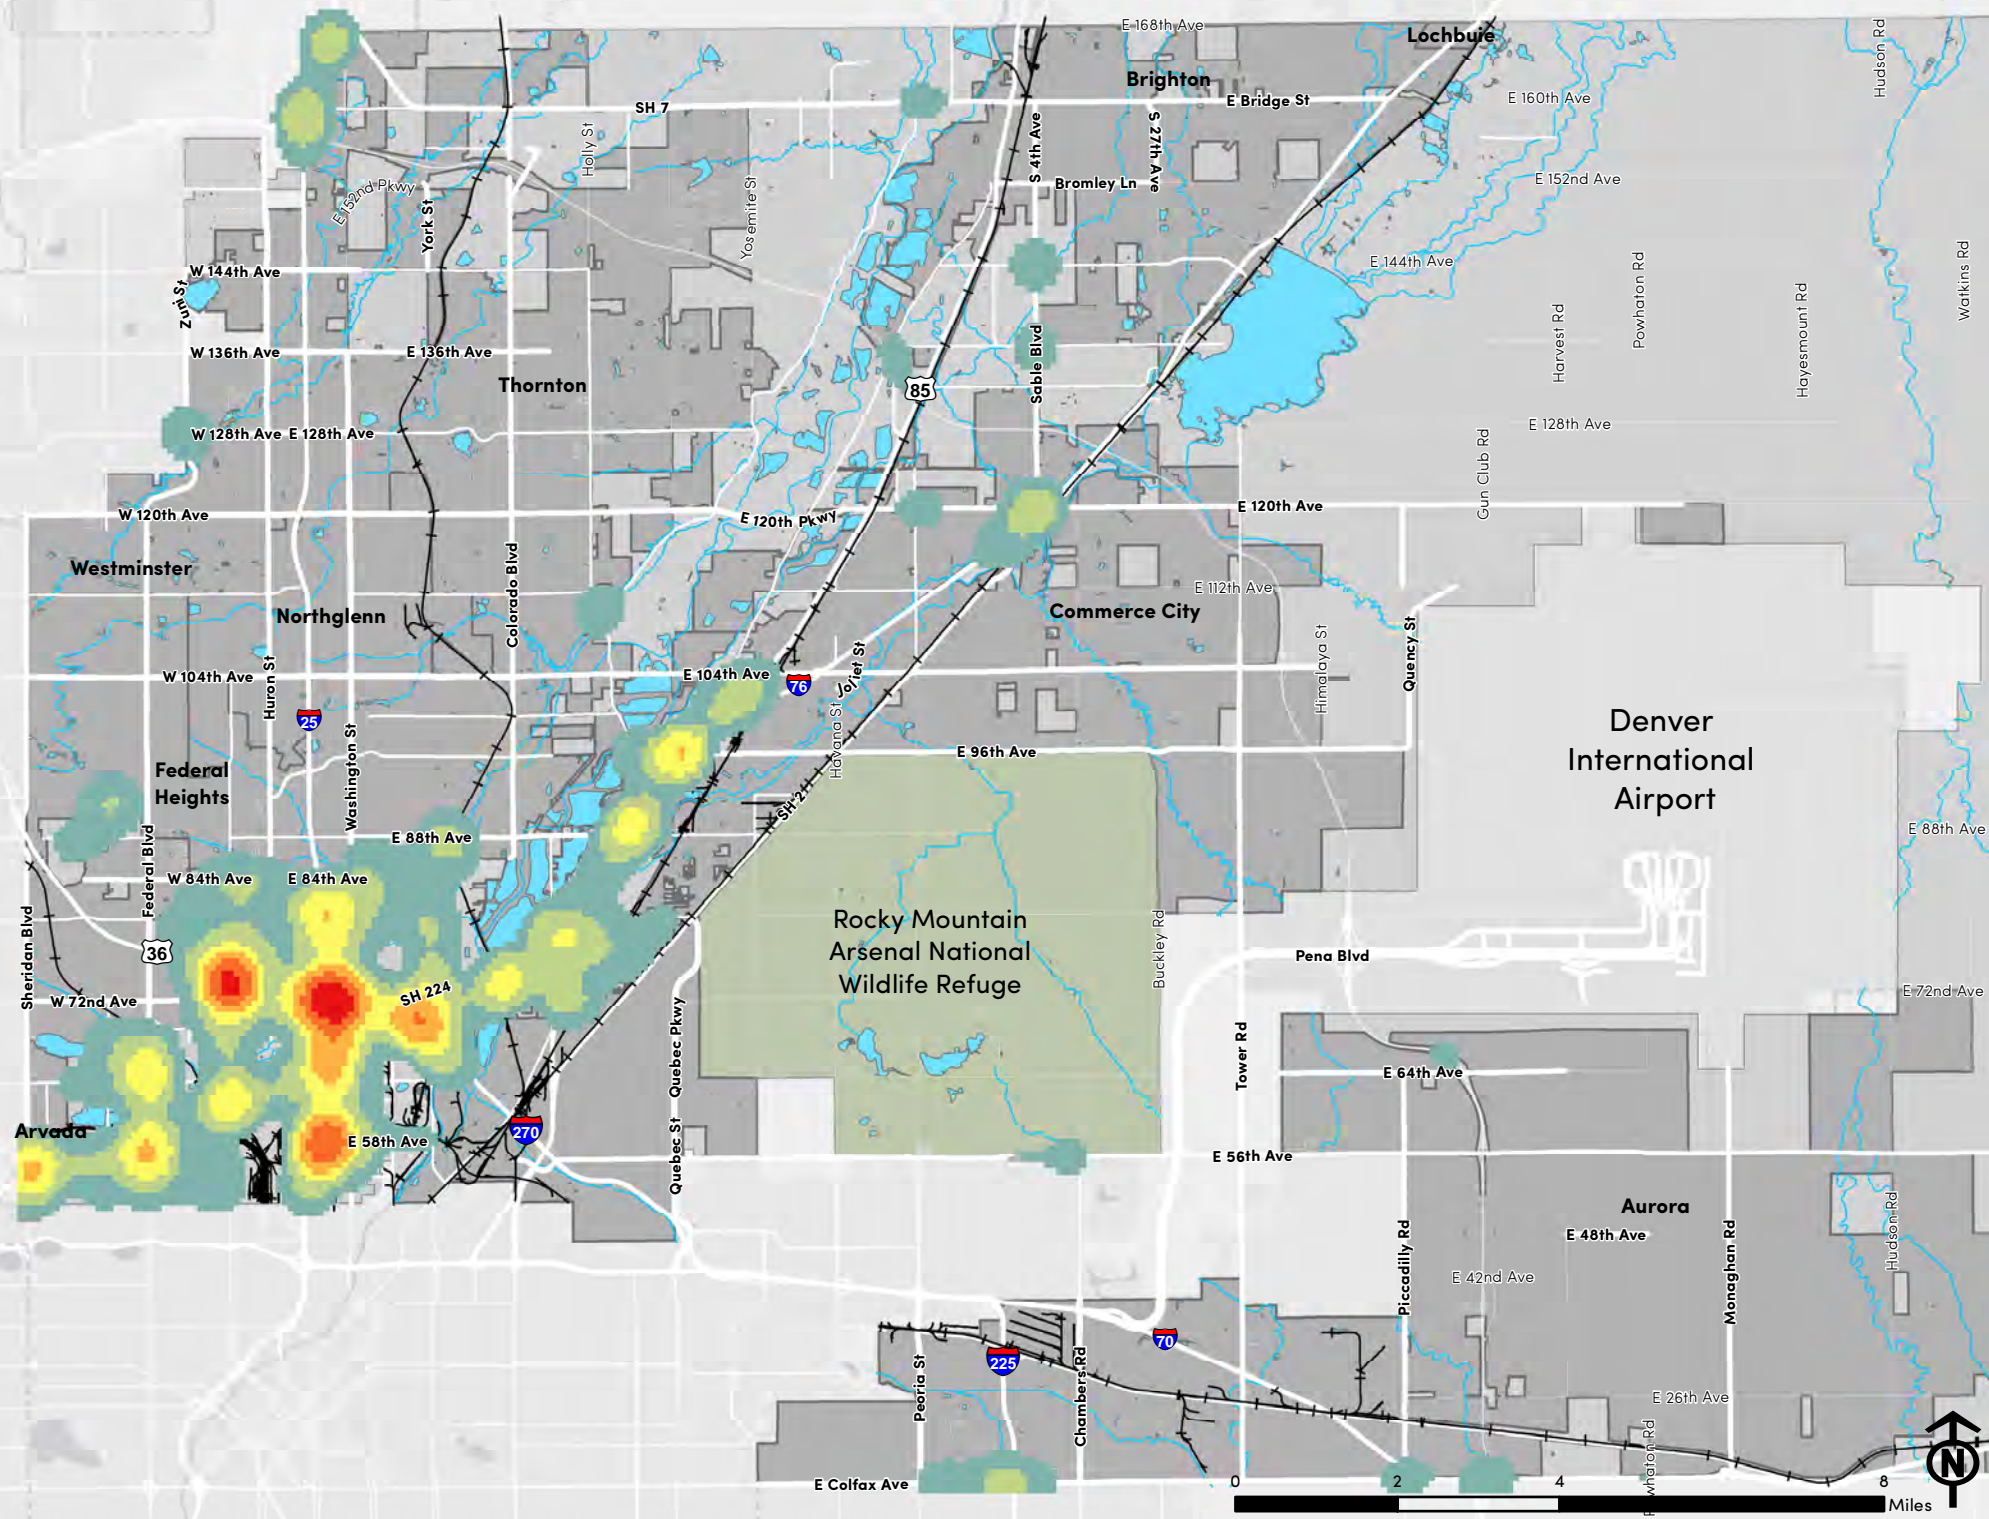 E 168th Ave
Lochbuie
Hudson Rd
Brighton
SH 7
E Bridge St
E 160th Ave
Holly St
S 4th Ave
S 27th Ave
E 152nd Pkwy
Bromley Ln
E 152nd Ave
York St
Yosemite St
W 144th Ave
E 144th Ave
Zuni St
Powhaton Rd
Watkins Rd
Harvest Rd
Hayesmount Rd
W 136th Ave
E 136th Ave
Sable Blvd
Thornton
85
W 128th Ave
E 128th Ave
E 128th Ave
Gun Club Rd
W 120th Ave
E 120th Pkwy
E 120th Ave
Westminster
Colorado Blvd
E 112th Ave
Northglenn
Commerce City
Quency St
Himalaya St
Huron St
W 104th Ave
E 104th Ave
76
Joliet St
25
Havana St
Denver
International
Airport
E 96th Ave
Washington St
Federal
Heights
SH 2
E 88th Ave
E 88th Ave
Federal Blvd
W 84th Ave
E 84th Ave
Sheridan Blvd
36
Rocky Mountain
Arsenal National
Wildlife Refuge
Buckley Rd
Pena Blvd
W 72nd Ave
SH 224
E 72nd Ave
Quebec Pkwy
Tower Rd
E 64th Ave
Arvada
E 58th Ave
270
Quebec St
E 56th Ave
Aurora
E 48th Ave
Piccadilly Rd
Monaghan Rd
Hudson Rd
E 42nd Ave
70
225
Peoria St
Chambers Rd
E 26th Ave
E Colfax Ave
whaton Rd
N
0 2 4 8
Miles